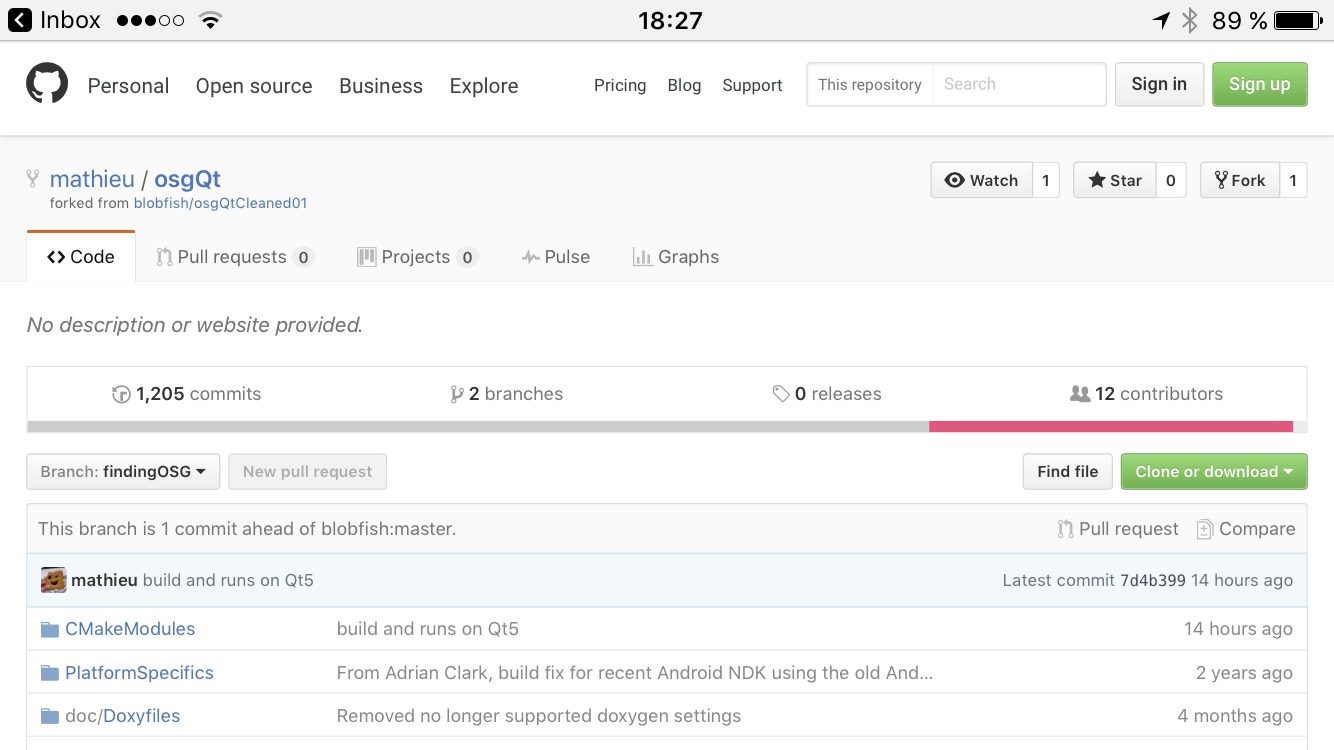 Inbox 18:27 89 %
Personal Open source Business Explore Pricing Blog Support This repository Search Sign in Sign up
mathieu / osgQt Watch 1 Star 0 Fork 1
forked from blobfish/osgQtCleaned01
Code Pull requests 0 Projects 0 Pulse Graphs
No description or website provided.
1,205 commits 2 branches 0 releases 12 contributors
Branch: findingOSG New pull request Find file Clone or download
This branch is 1 commit ahead of blobfish:master. Pull request Compare
mathieu build and runs on Qt5 Latest commit 7d4b399 14 hours ago
CMakeModules build and runs on Qt5 14 hours ago
PlatformSpecifics From Adrian Clark, build fix for recent Android NDK using the old And... 2 years ago
doc/Doxyfiles Removed no longer supported doxygen settings 4 months ago